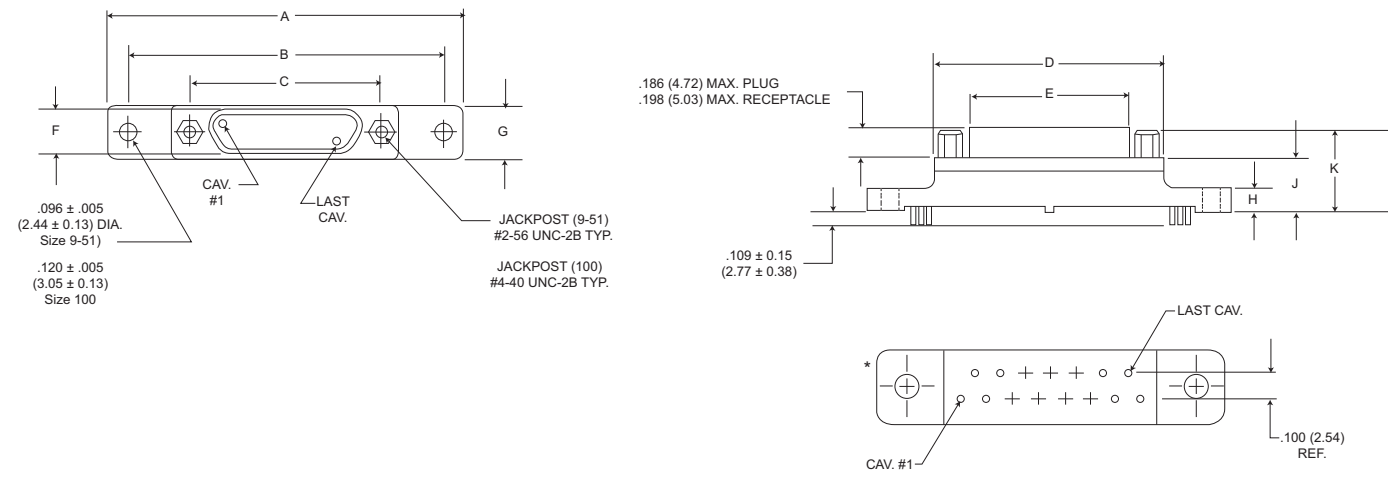 A
B
C
F
G
CAV.
#1
LAST
CAV.
.096 ± .005
(2.44 ± 0.13) DIA.
Size 9-51)
.120 ± .005
(3.05 ± 0.13)
Size 100
JACKPOST (9-51)
#2-56 UNC-2B TYP.
JACKPOST (100)
#4-40 UNC-2B TYP.
.186 (4.72) MAX. PLUG
.198 (5.03) MAX. RECEPTACLE
D
E
K
J
H
.109 ± 0.15
(2.77 ± 0.38)
LAST CAV.
*
.100 (2.54)
REF.
CAV. #1